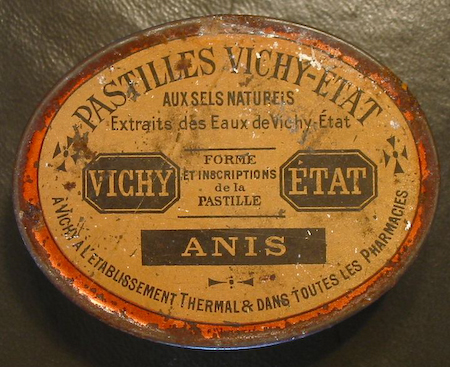 PASTILLES VICHY-ÉTAT
AUX SELS NATURELS
Extraits des Eaux de Vichy-Etat
VICHY
FORME
ET INSCRIPTIONS
de la
PASTILLE
ÉTAT
ANIS
A VICHY A L'ÉTABLISSEMENT THERMAL & DANS TOUTES LES PHARMACIES